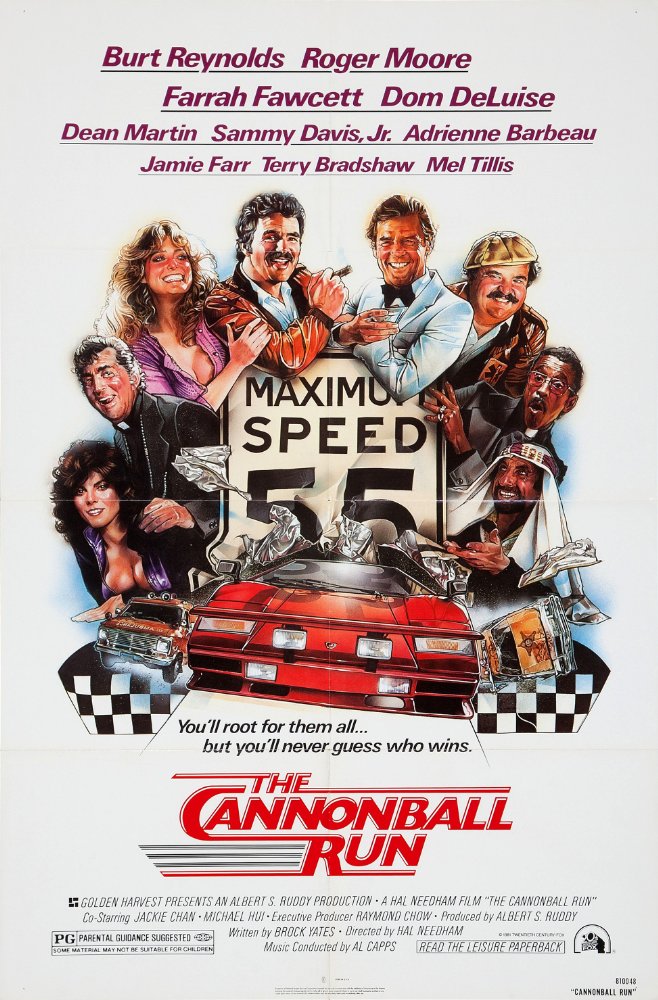 Burt Reynolds Roger Moore
Farrah Fawcett Dom DeLuise
Dean Martin Sammy Davis, Jr. Adrienne Barbeau
Jamie Farr Terry Bradshaw Mel Tillis
MAXIMUM
SPEED
55
You'll root for them all...
but you'll never guess who wins.
THE
CANNONBALL
RUN
GOLDEN HARVEST PRESENTS AN ALBERT S. RUDDY PRODUCTION • A HAL NEEDHAM FILM "THE CANNONBALL RUN"
Co-Starring JACKIE CHAN • MICHAEL HUI • Executive Producer RAYMOND CHOW • Produced by ALBERT S. RUDDY
Written by BROCK YATES • Directed by HAL NEEDHAM
Music Conducted by AL CAPPS
PG PARENTAL GUIDANCE SUGGESTED
SOME MATERIAL MAY NOT BE SUITABLE FOR CHILDREN
READ THE LEISURE PAPERBACK
© 1981 TWENTIETH CENTURY-FOX
810048
"CANNONBALL RUN"